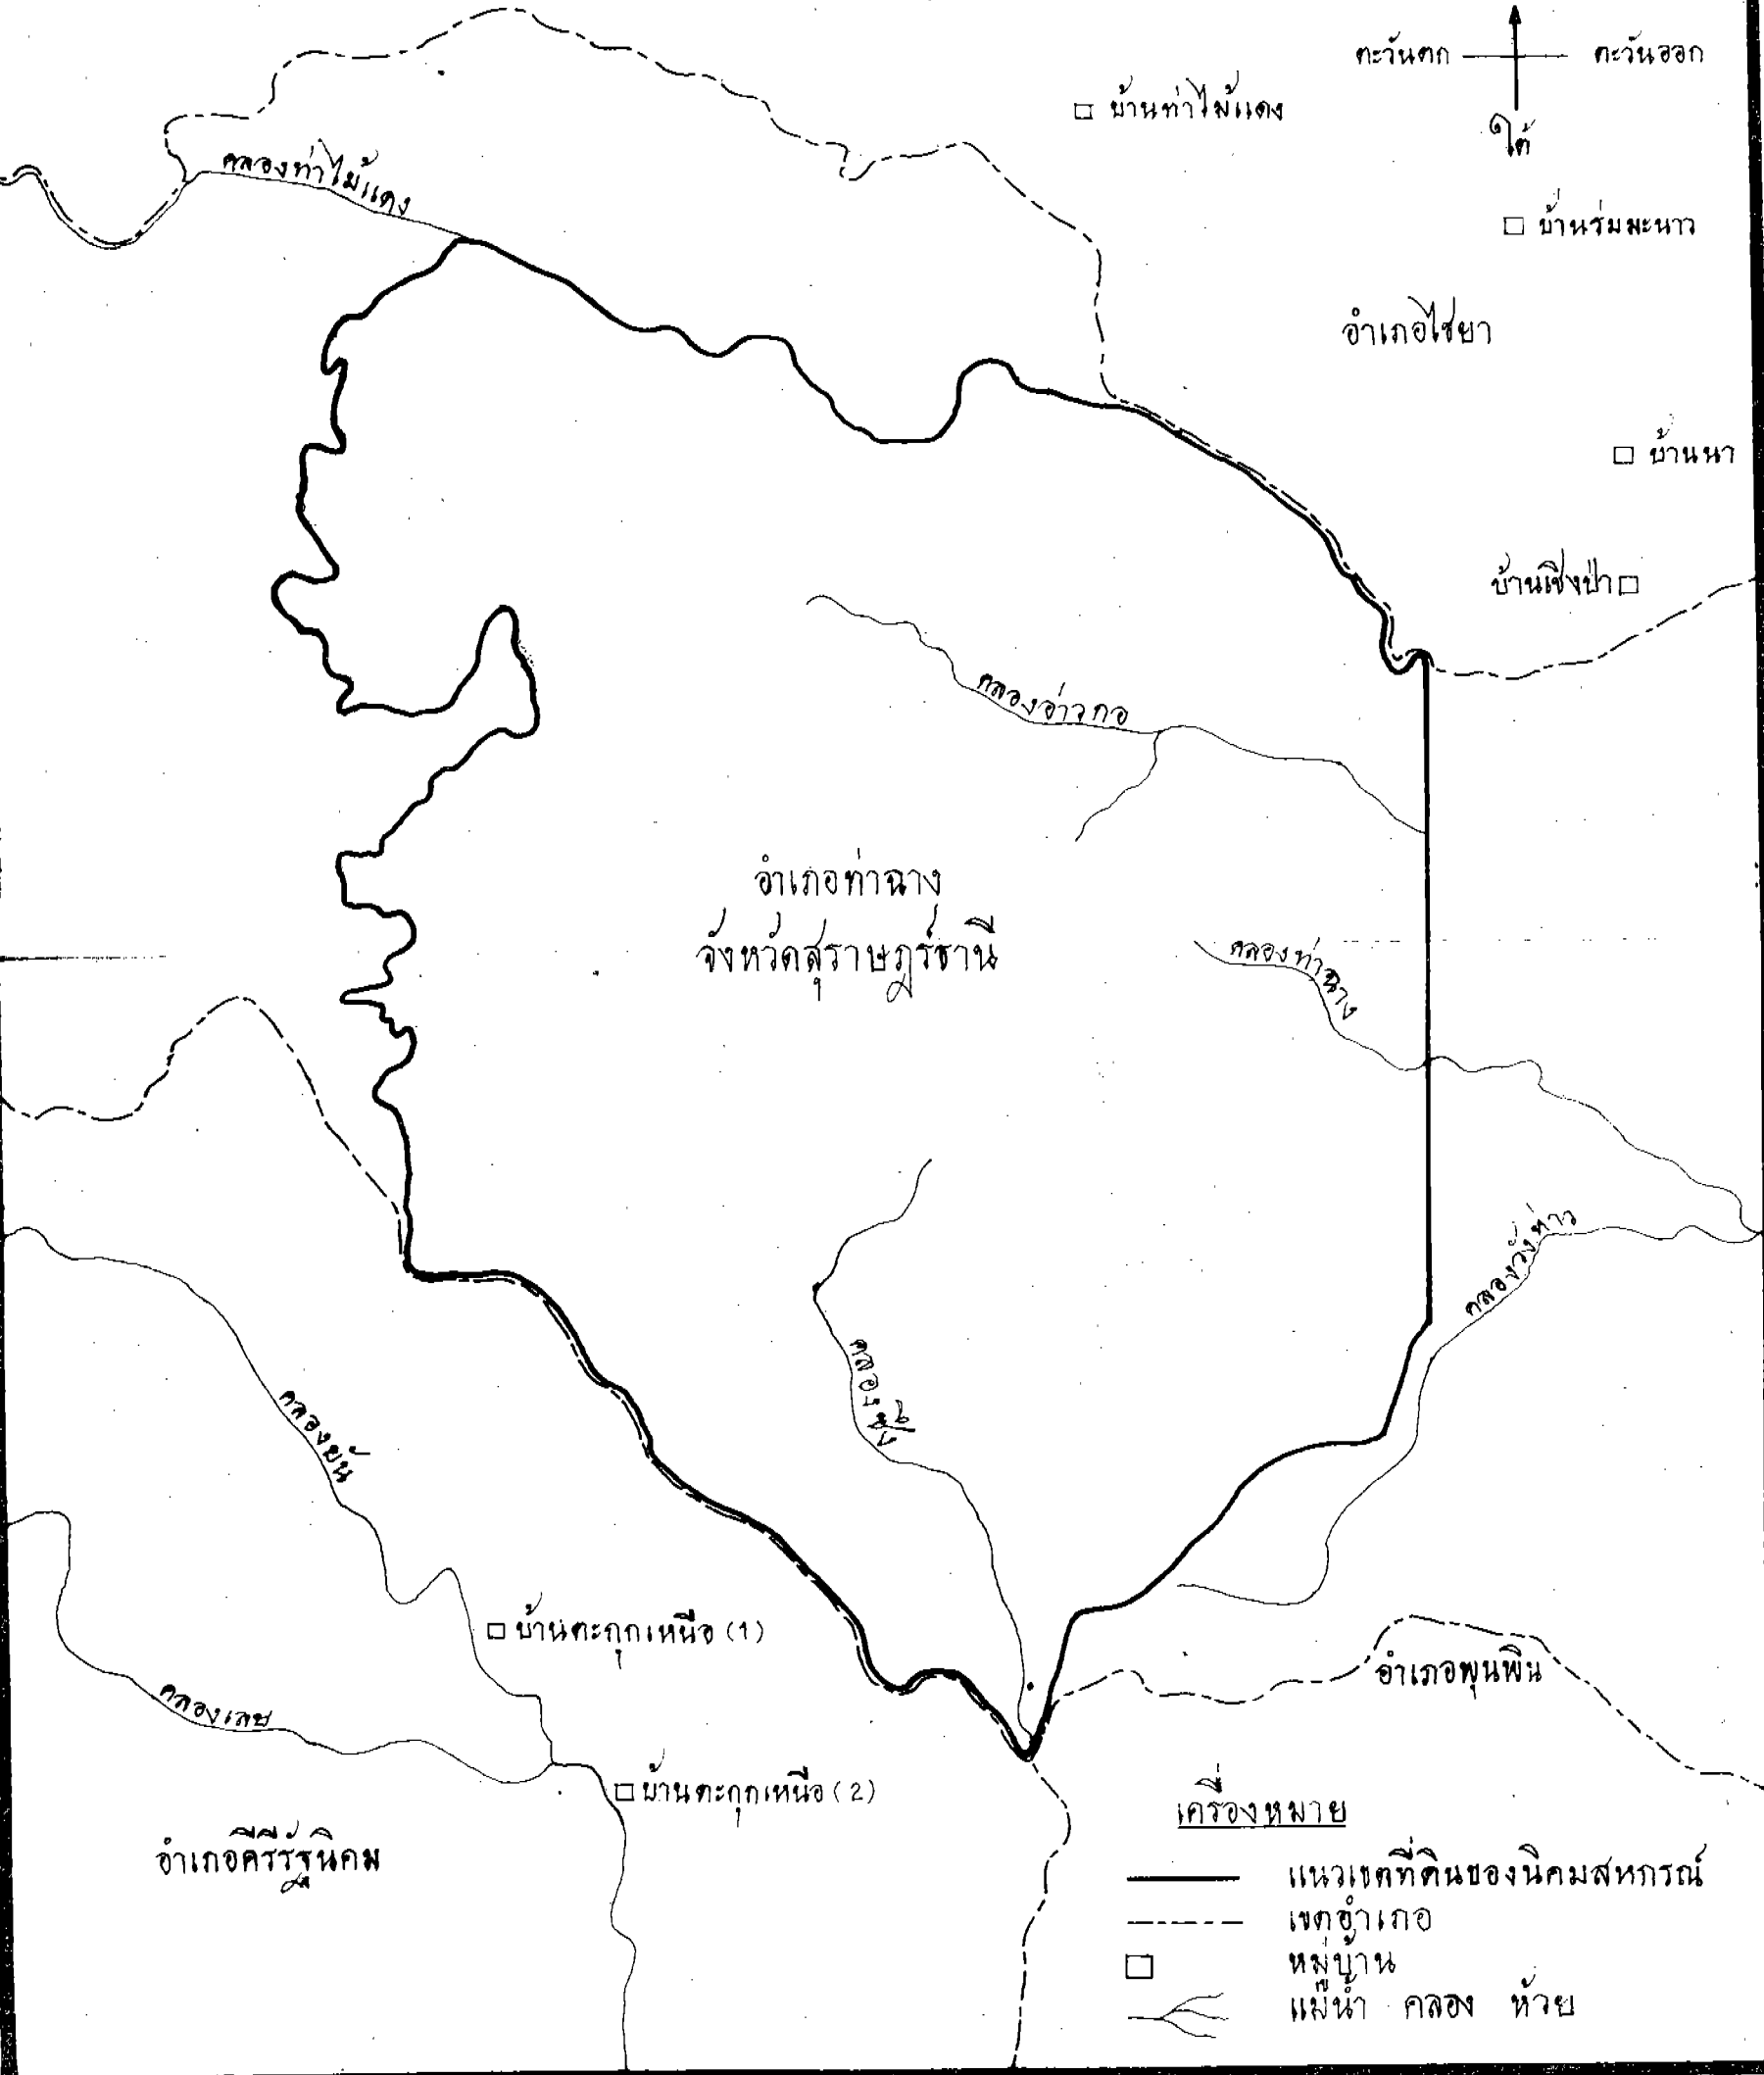 ตะวันตก ตะวันออก
ใต้
บ้านท่าไม้แดง
คลองท่าไม้แดง
บ้านร่มมะนาว
อำเภอไชยา
บ้านนา
บ้านเชิงป่า
คลองอ่าวกอ
อำเภอท่าฉาง
จังหวัดสุราษฎร์ธานี
คลองท่าฉาง
คลองวังท่าว
คลองยัน
บ้านตะกุกเหนือ (1)
อำเภอพุนพิน
คลองเลย
บ้านตะกุกเหนือ (2)
อำเภอคีรีรัฐนิคม
เครื่องหมาย
แนวเขตที่ดินของนิคมสหกรณ์
เขตอำเภอ
หมู่บ้าน
แม่น้ำ คลอง ห้วย